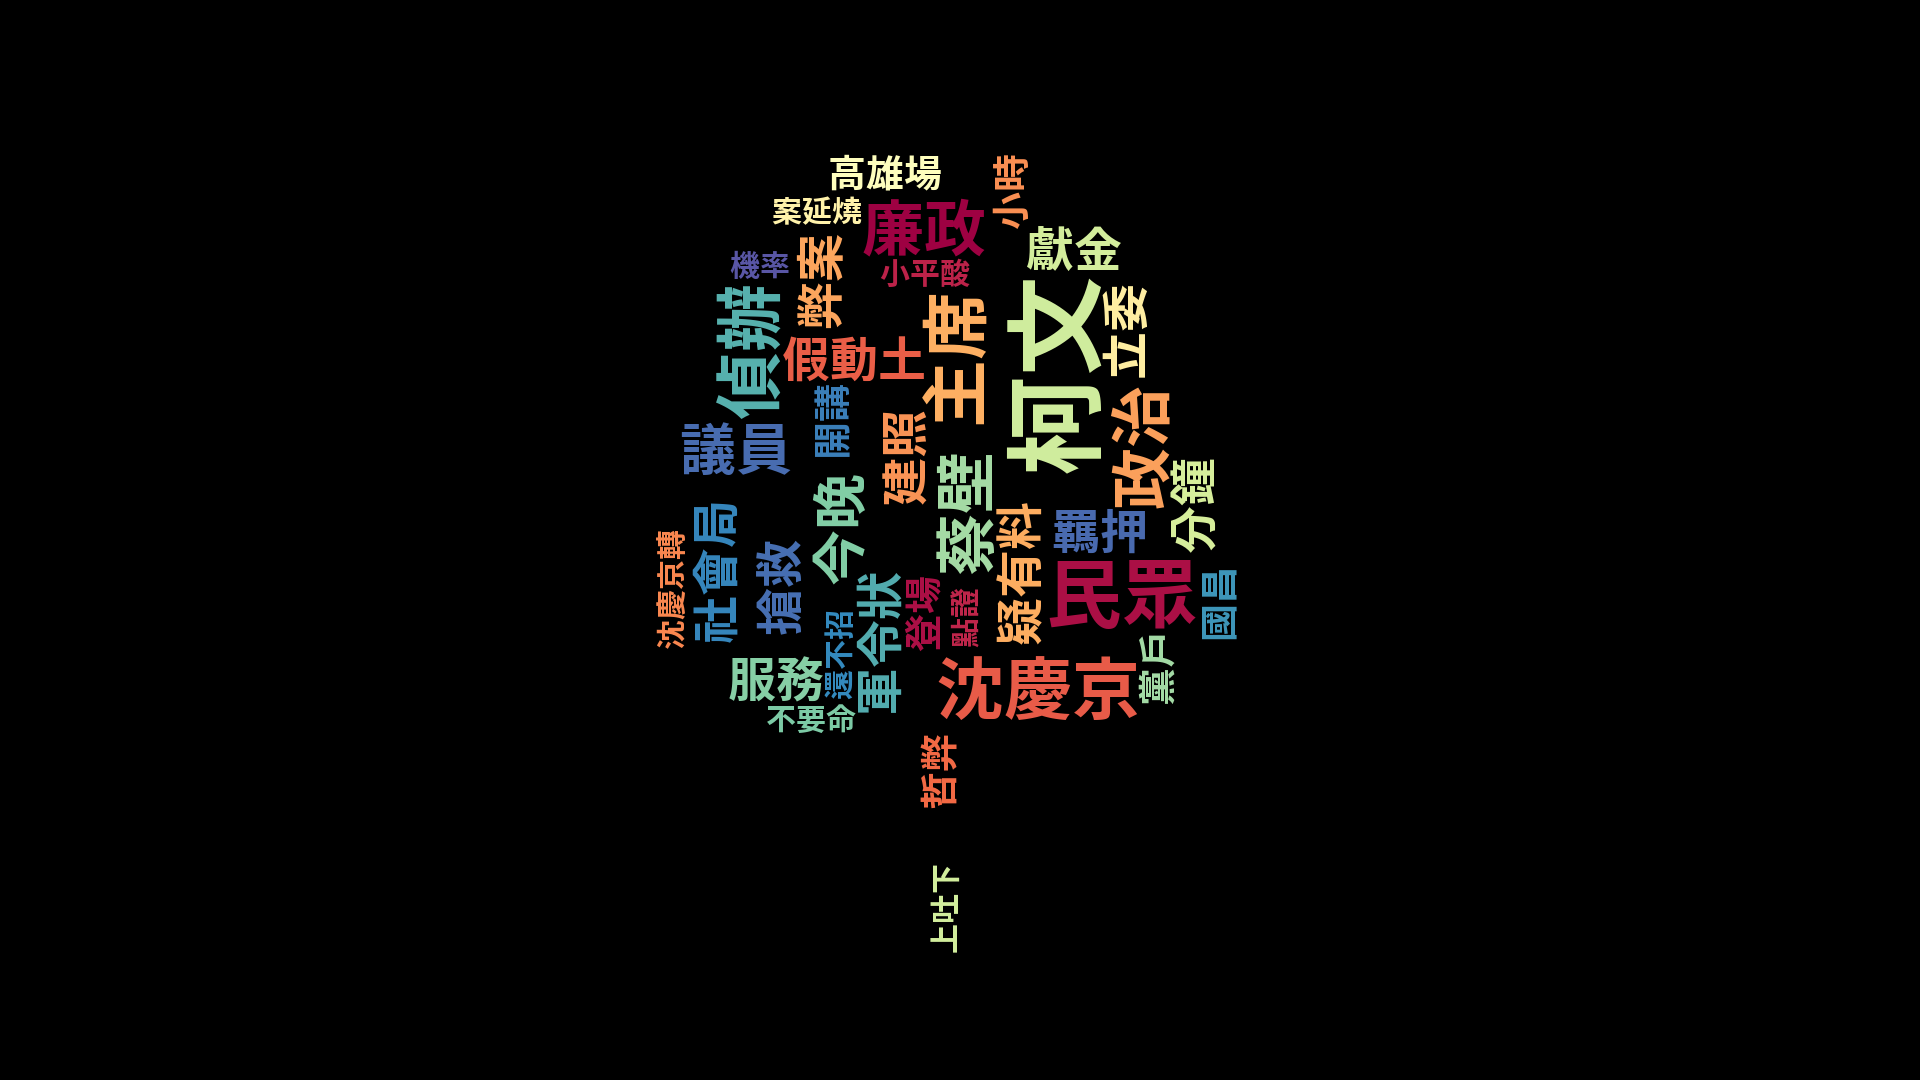 高雄場
小時
案延燒
廉政
獻金
機率
弊案
小平酸
偵辦
主席
柯文
立委
假動土
開講
議員
建照
政治
今晚
蔡壁
分鐘
沈慶京轉
社會局
搶救
疑有料
羈押
軍令狀
登場
點證
民眾
國昌
還不招
服務
沈慶京
黨戶
不要命
哲弊
上吐下